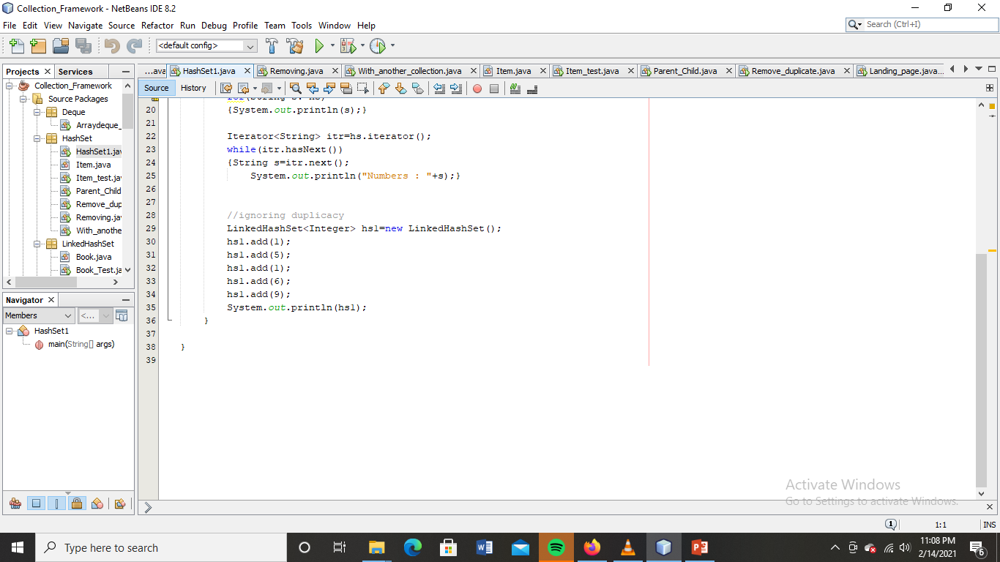 Collection_Framework - NetBeans IDE 8.2
File Edit View Navigate Source Refactor Run Debug Profile Team Tools Window Help
Search (Ctrl+I)
<default config>
Projects Services
...ava HashSet1.java Removing.java With_another_collection.java Item.java Item_test.java Parent_Child.java Remove_duplicate.java Landing_page.java...
Source History
Collection_Framework
Source Packages
Deque
Arraydeque_
HashSet
HashSet1.jav
Item.java
Item_test.jav
Parent_Child
Remove_dup
Removing.jav
With_anothe
LinkedHashSet
Book.java
Book_Test.ja
Navigator
Members <...
HashSet1
main(String[] args)
for(String s: hs)
20 {System.out.println(s);}
21
22 Iterator<String> itr=hs.iterator();
23 while(itr.hasNext())
24 {String s=itr.next();
25 System.out.println("Numbers : "+s);}
26
27
28 //ignoring duplicacy
29 LinkedHashSet<Integer> hs1=new LinkedHashSet();
30 hs1.add(1);
31 hs1.add(5);
32 hs1.add(1);
33 hs1.add(6);
34 hs1.add(9);
35 System.out.println(hs1);
36 }
37
38 }
39
Activate Windows
Go to Settings to activate Windows.
1 1:1 INS
Type here to search
11:08 PM
2/14/2021
6